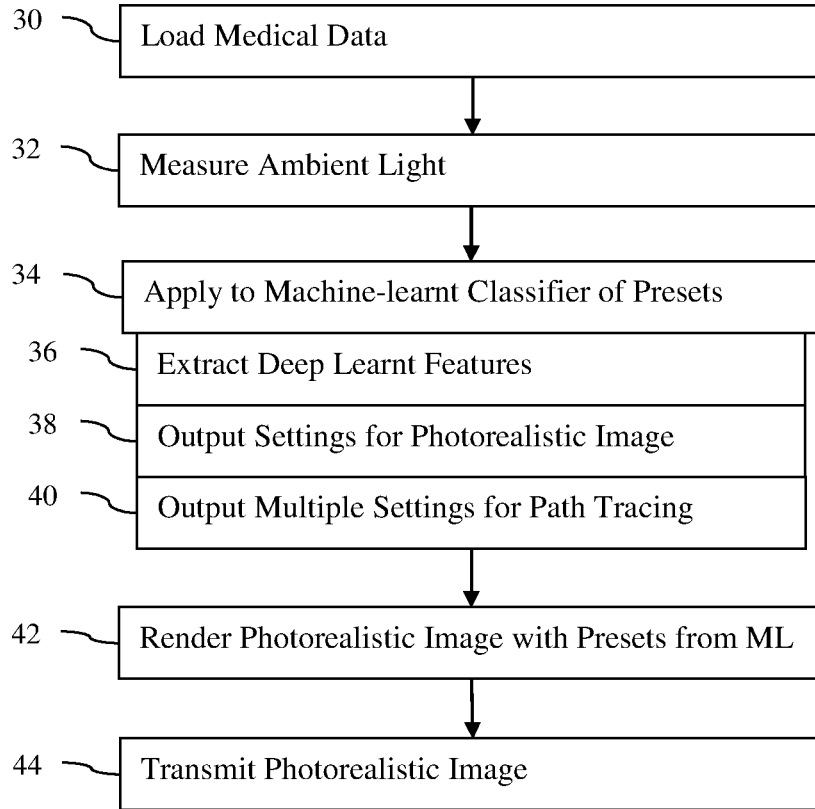 30 Load Medical Data
32 Measure Ambient Light
34 Apply to Machine-learnt Classifier of Presets
36 Extract Deep Learnt Features
38 Output Settings for Photorealistic Image
40 Output Multiple Settings for Path Tracing
42 Render Photorealistic Image with Presets from ML
44 Transmit Photorealistic Image